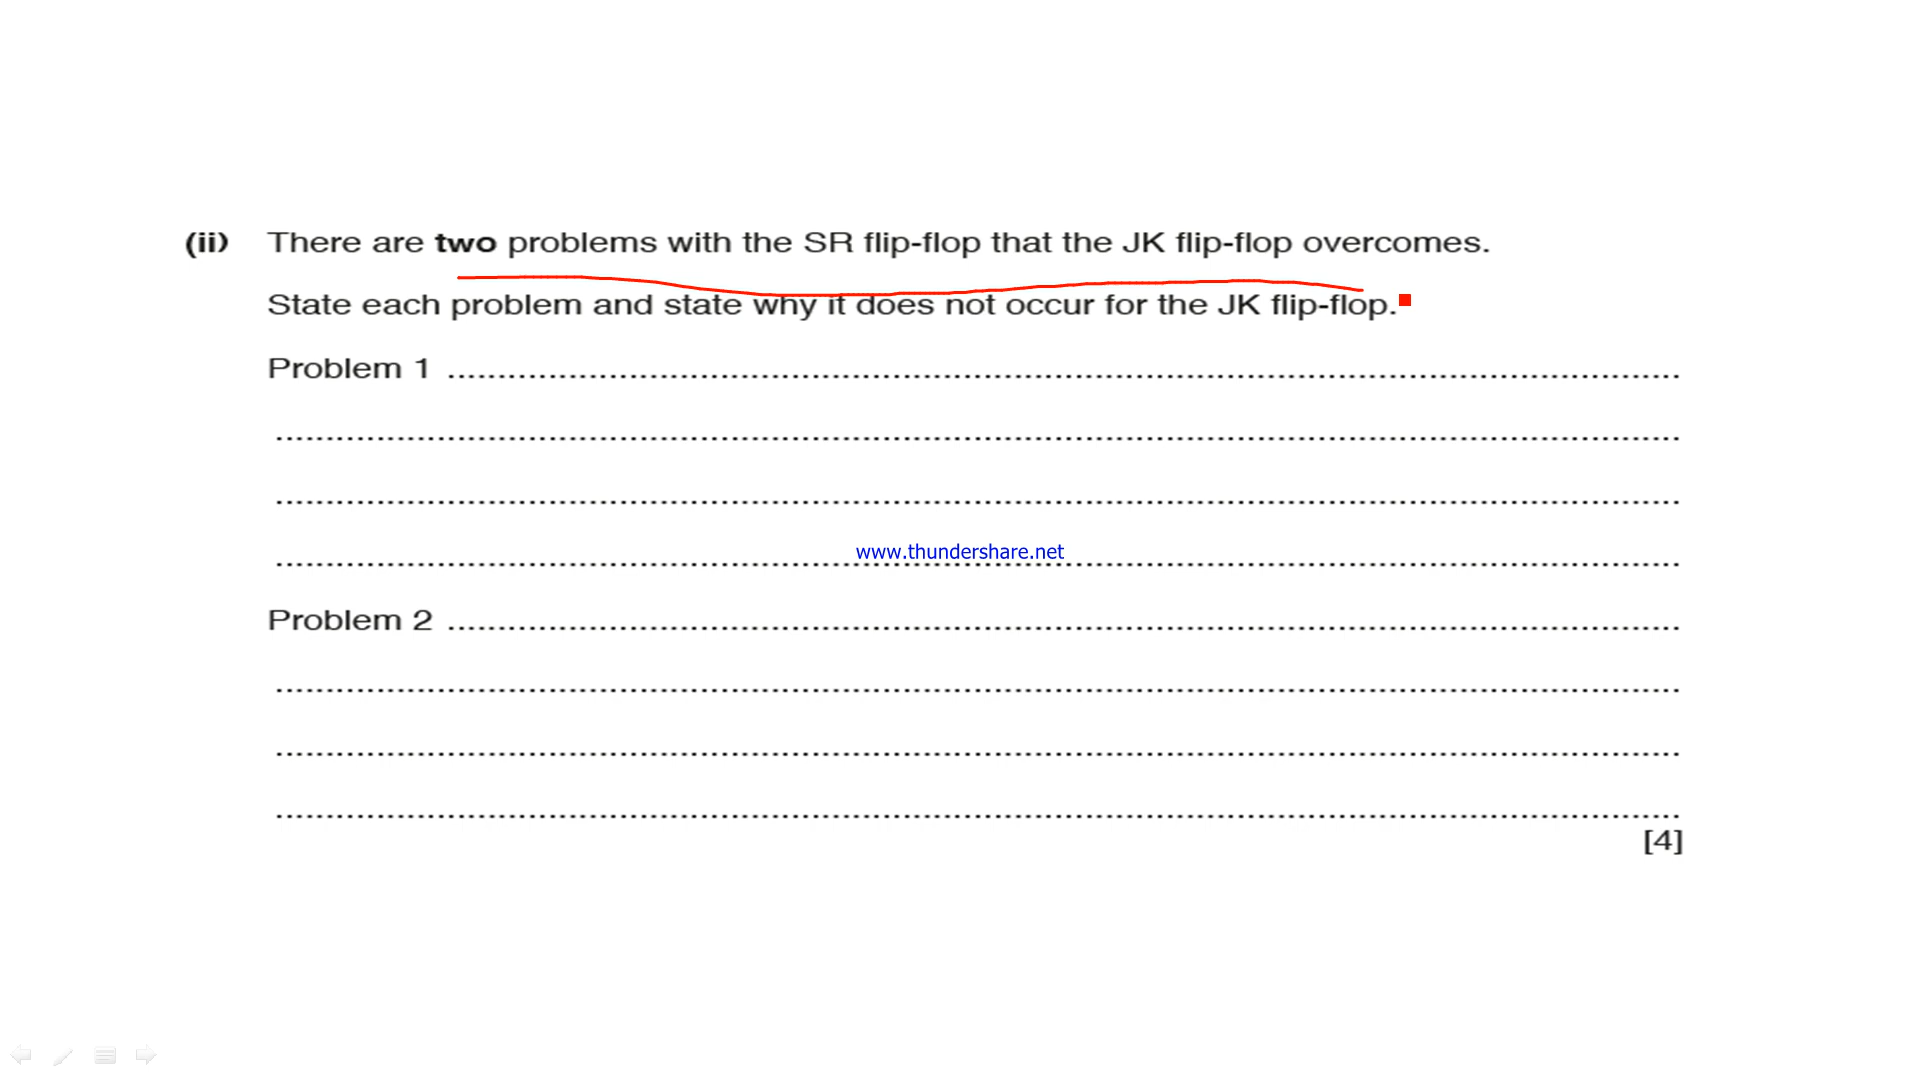 (ii) There are two problems with the SR flip-flop that the JK flip-flop overcomes.
State each problem and state why it does not occur for the JK flip-flop.
Problem 1 ..........................................................................................................................
..........................................................................................................................................
..........................................................................................................................................
www.thundershare.net
..........................................................................................................................................
Problem 2 ..........................................................................................................................
..........................................................................................................................................
..........................................................................................................................................
..........................................................................................................................................
[4]